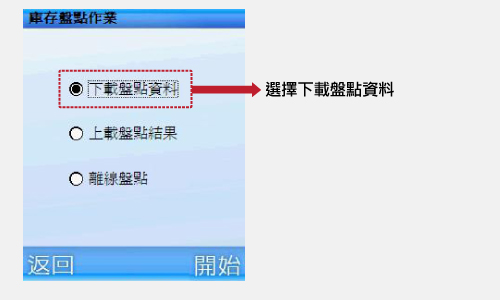 庫存盤點作業
下載盤點資料
選擇下載盤點資料
上載盤點結果
離線盤點
返回
開始